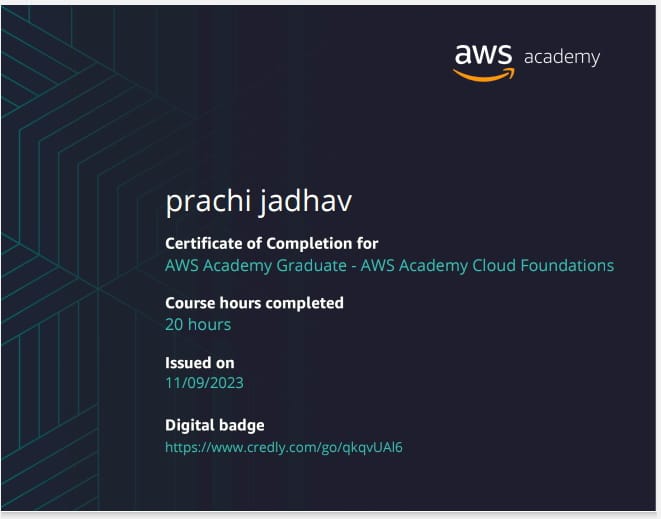 aws academy
prachi jadhav
Certificate of Completion for
AWS Academy Graduate - AWS Academy Cloud Foundations
Course hours completed
20 hours
Issued on
11/09/2023
Digital badge
https://www.credly.com/go/qkqvUAl6